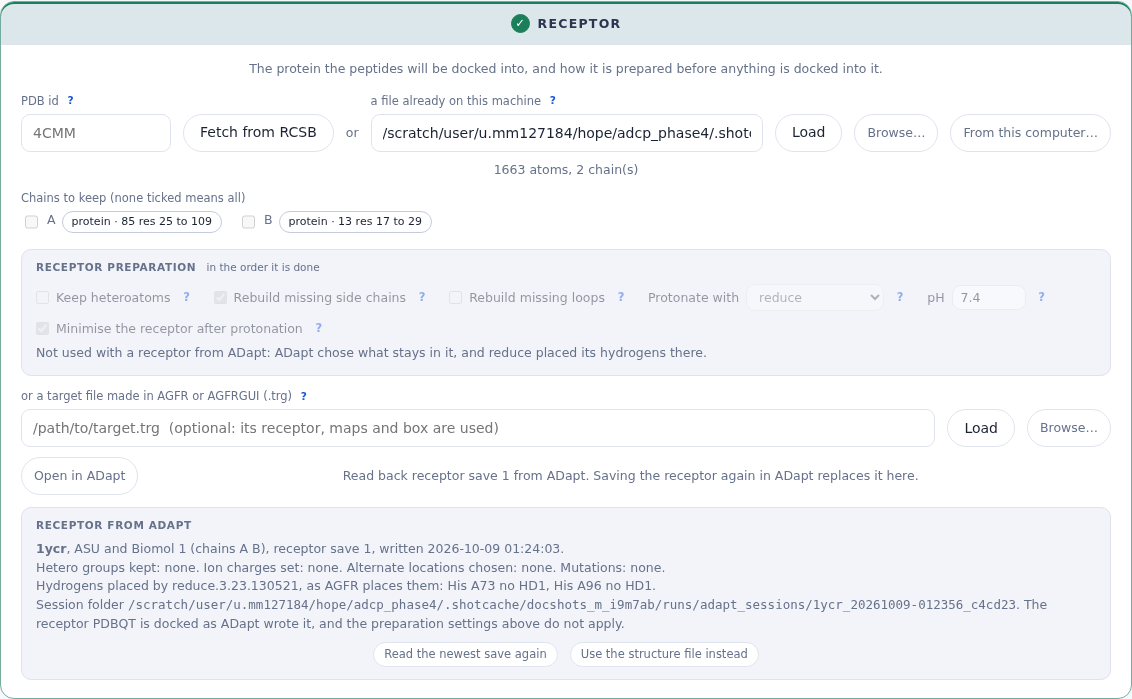 ✓ RECEPTOR
The protein the peptides will be docked into, and how it is prepared before anything is docked into it.
PDB id ? a file already on this machine ?
4CMM Fetch from RCSB or /scratch/user/u.mm127184/hope/adcp_phase4/.shot Load Browse... From this computer...
1663 atoms, 2 chain(s)
Chains to keep (none ticked means all)
A protein · 85 res 25 to 109 B protein · 13 res 17 to 29
RECEPTOR PREPARATION in the order it is done
Keep heteroatoms ? Rebuild missing side chains ? Rebuild missing loops ? Protonate with reduce ? pH 7.4 ?
Minimise the receptor after protonation ?
Not used with a receptor from ADapt: ADapt chose what stays in it, and reduce placed its hydrogens there.
or a target file made in AGFR or AGFRGUI (.trg) ?
/path/to/target.trg (optional: its receptor, maps and box are used) Load Browse...
Open in ADapt Read back receptor save 1 from ADapt. Saving the receptor again in ADapt replaces it here.
RECEPTOR FROM ADAPT
1ycr, ASU and Biomol 1 (chains A B), receptor save 1, written 2026-10-09 01:24:03.
Hetero groups kept: none. Ion charges set: none. Alternate locations chosen: none. Mutations: none.
Hydrogens placed by reduce.3.23.130521, as AGFR places them: His A73 no HD1, His A96 no HD1.
Session folder /scratch/user/u.mm127184/hope/adcp_phase4/.shotcache/docshots_m_i9m7ab/runs/adapt_sessions/1ycr_20261009-012356_c4cd23. The
receptor PDBQT is docked as ADapt wrote it, and the preparation settings above do not apply.
Read the newest save again Use the structure file instead